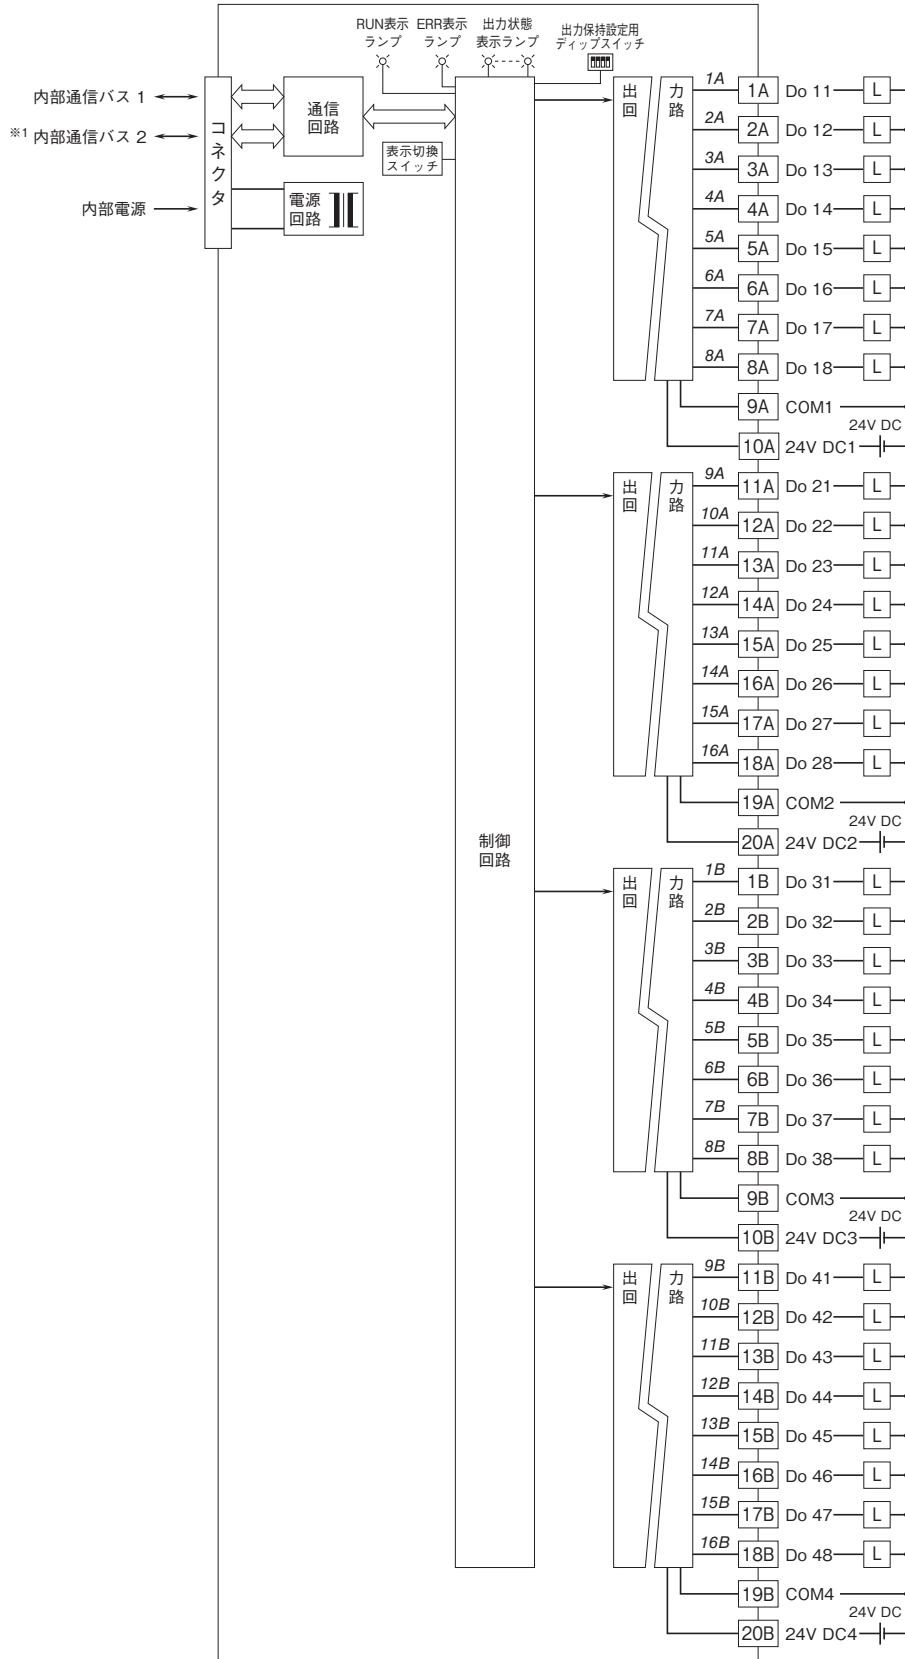 RUN表示
ランプ
ERR表示
ランプ
出力状態
表示ランプ
出力保持設定用
ディップスイッチ
内部通信バス 1
※1 内部通信バス 2
内部電源
コネクタ
通信
回路
電源
回路
表示切換
スイッチ
制御
回路
出 力
回 路
1A 1A Do 11 L
2A 2A Do 12 L
3A 3A Do 13 L
4A 4A Do 14 L
5A 5A Do 15 L
6A 6A Do 16 L
7A 7A Do 17 L
8A 8A Do 18 L
9A COM1
24V DC
10A 24V DC1
出 力
回 路
9A 11A Do 21 L
10A 12A Do 22 L
11A 13A Do 23 L
12A 14A Do 24 L
13A 15A Do 25 L
14A 16A Do 26 L
15A 17A Do 27 L
16A 18A Do 28 L
19A COM2
24V DC
20A 24V DC2
出 力
回 路
1B 1B Do 31 L
2B 2B Do 32 L
3B 3B Do 33 L
4B 4B Do 34 L
5B 5B Do 35 L
6B 6B Do 36 L
7B 7B Do 37 L
8B 8B Do 38 L
9B COM3
24V DC
10B 24V DC3
出 力
回 路
9B 11B Do 41 L
10B 12B Do 42 L
11B 13B Do 43 L
12B 14B Do 44 L
13B 15B Do 45 L
14B 16B Do 46 L
15B 17B Do 47 L
16B 18B Do 48 L
19B COM4
24V DC
20B 24V DC4